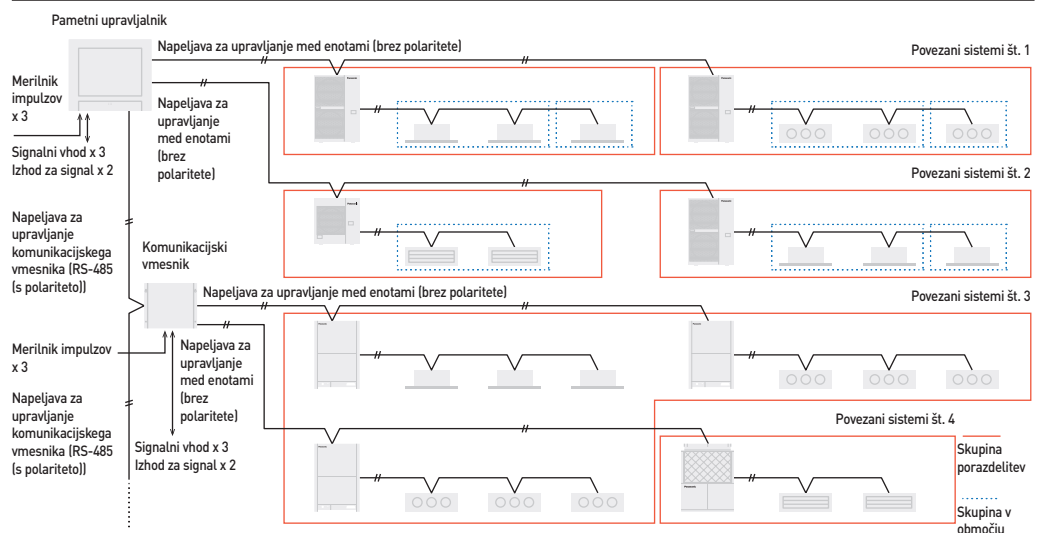 Pametni upravljalnik
Napeljava za upravljanje med enotami (brez polaritete)
Povezani sistemi št. 1
Merilnik
impulzov
x 3
Napeljava za
upravljanje
med enotami
(brez
polaritete)
Signalni vhod x 3
Izhod za signal x 2
Povezani sistemi št. 2
Napeljava za
upravljanje
komunikacijskega
vmesnika (RS-485
(s polariteto))
Komunikacijski
vmesnik
Napeljava za upravljanje med enotami (brez polaritete)
Povezani sistemi št. 3
Merilnik impulzov
x 3
Napeljava za
upravljanje
med enotami
(brez
polaritete)
Napeljava za
upravljanje
komunikacijskega
vmesnika (RS-485
(s polariteto))
Signalni vhod x 3
Izhod za signal x 2
Povezani sistemi št. 4
Skupina
porazdelitev
Skupina v
območju